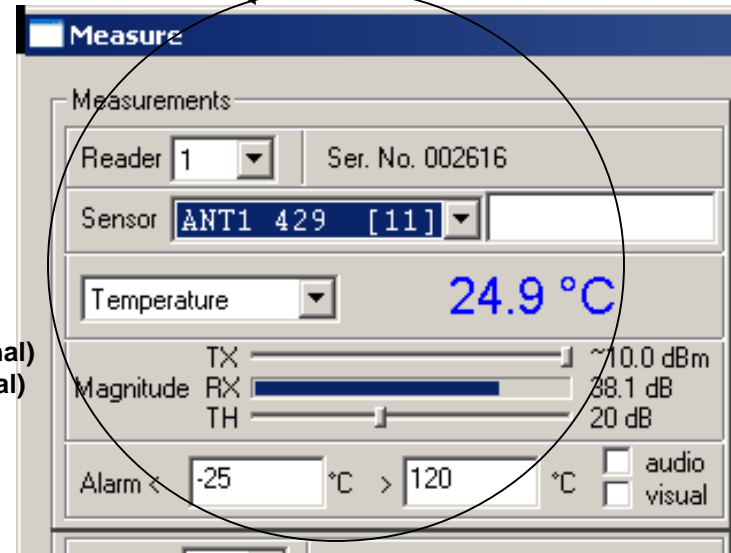 Measure
Measurements
Reader 1 Ser. No. 002616
Sensor ANT1 429 [11]
Temperature 24.9 °C
TX ~10.0 dBm
Magnitude RX 38.1 dB
TH 20 dB
Alarm < -25 °C > 120 °C audio
visual
nal)
al)